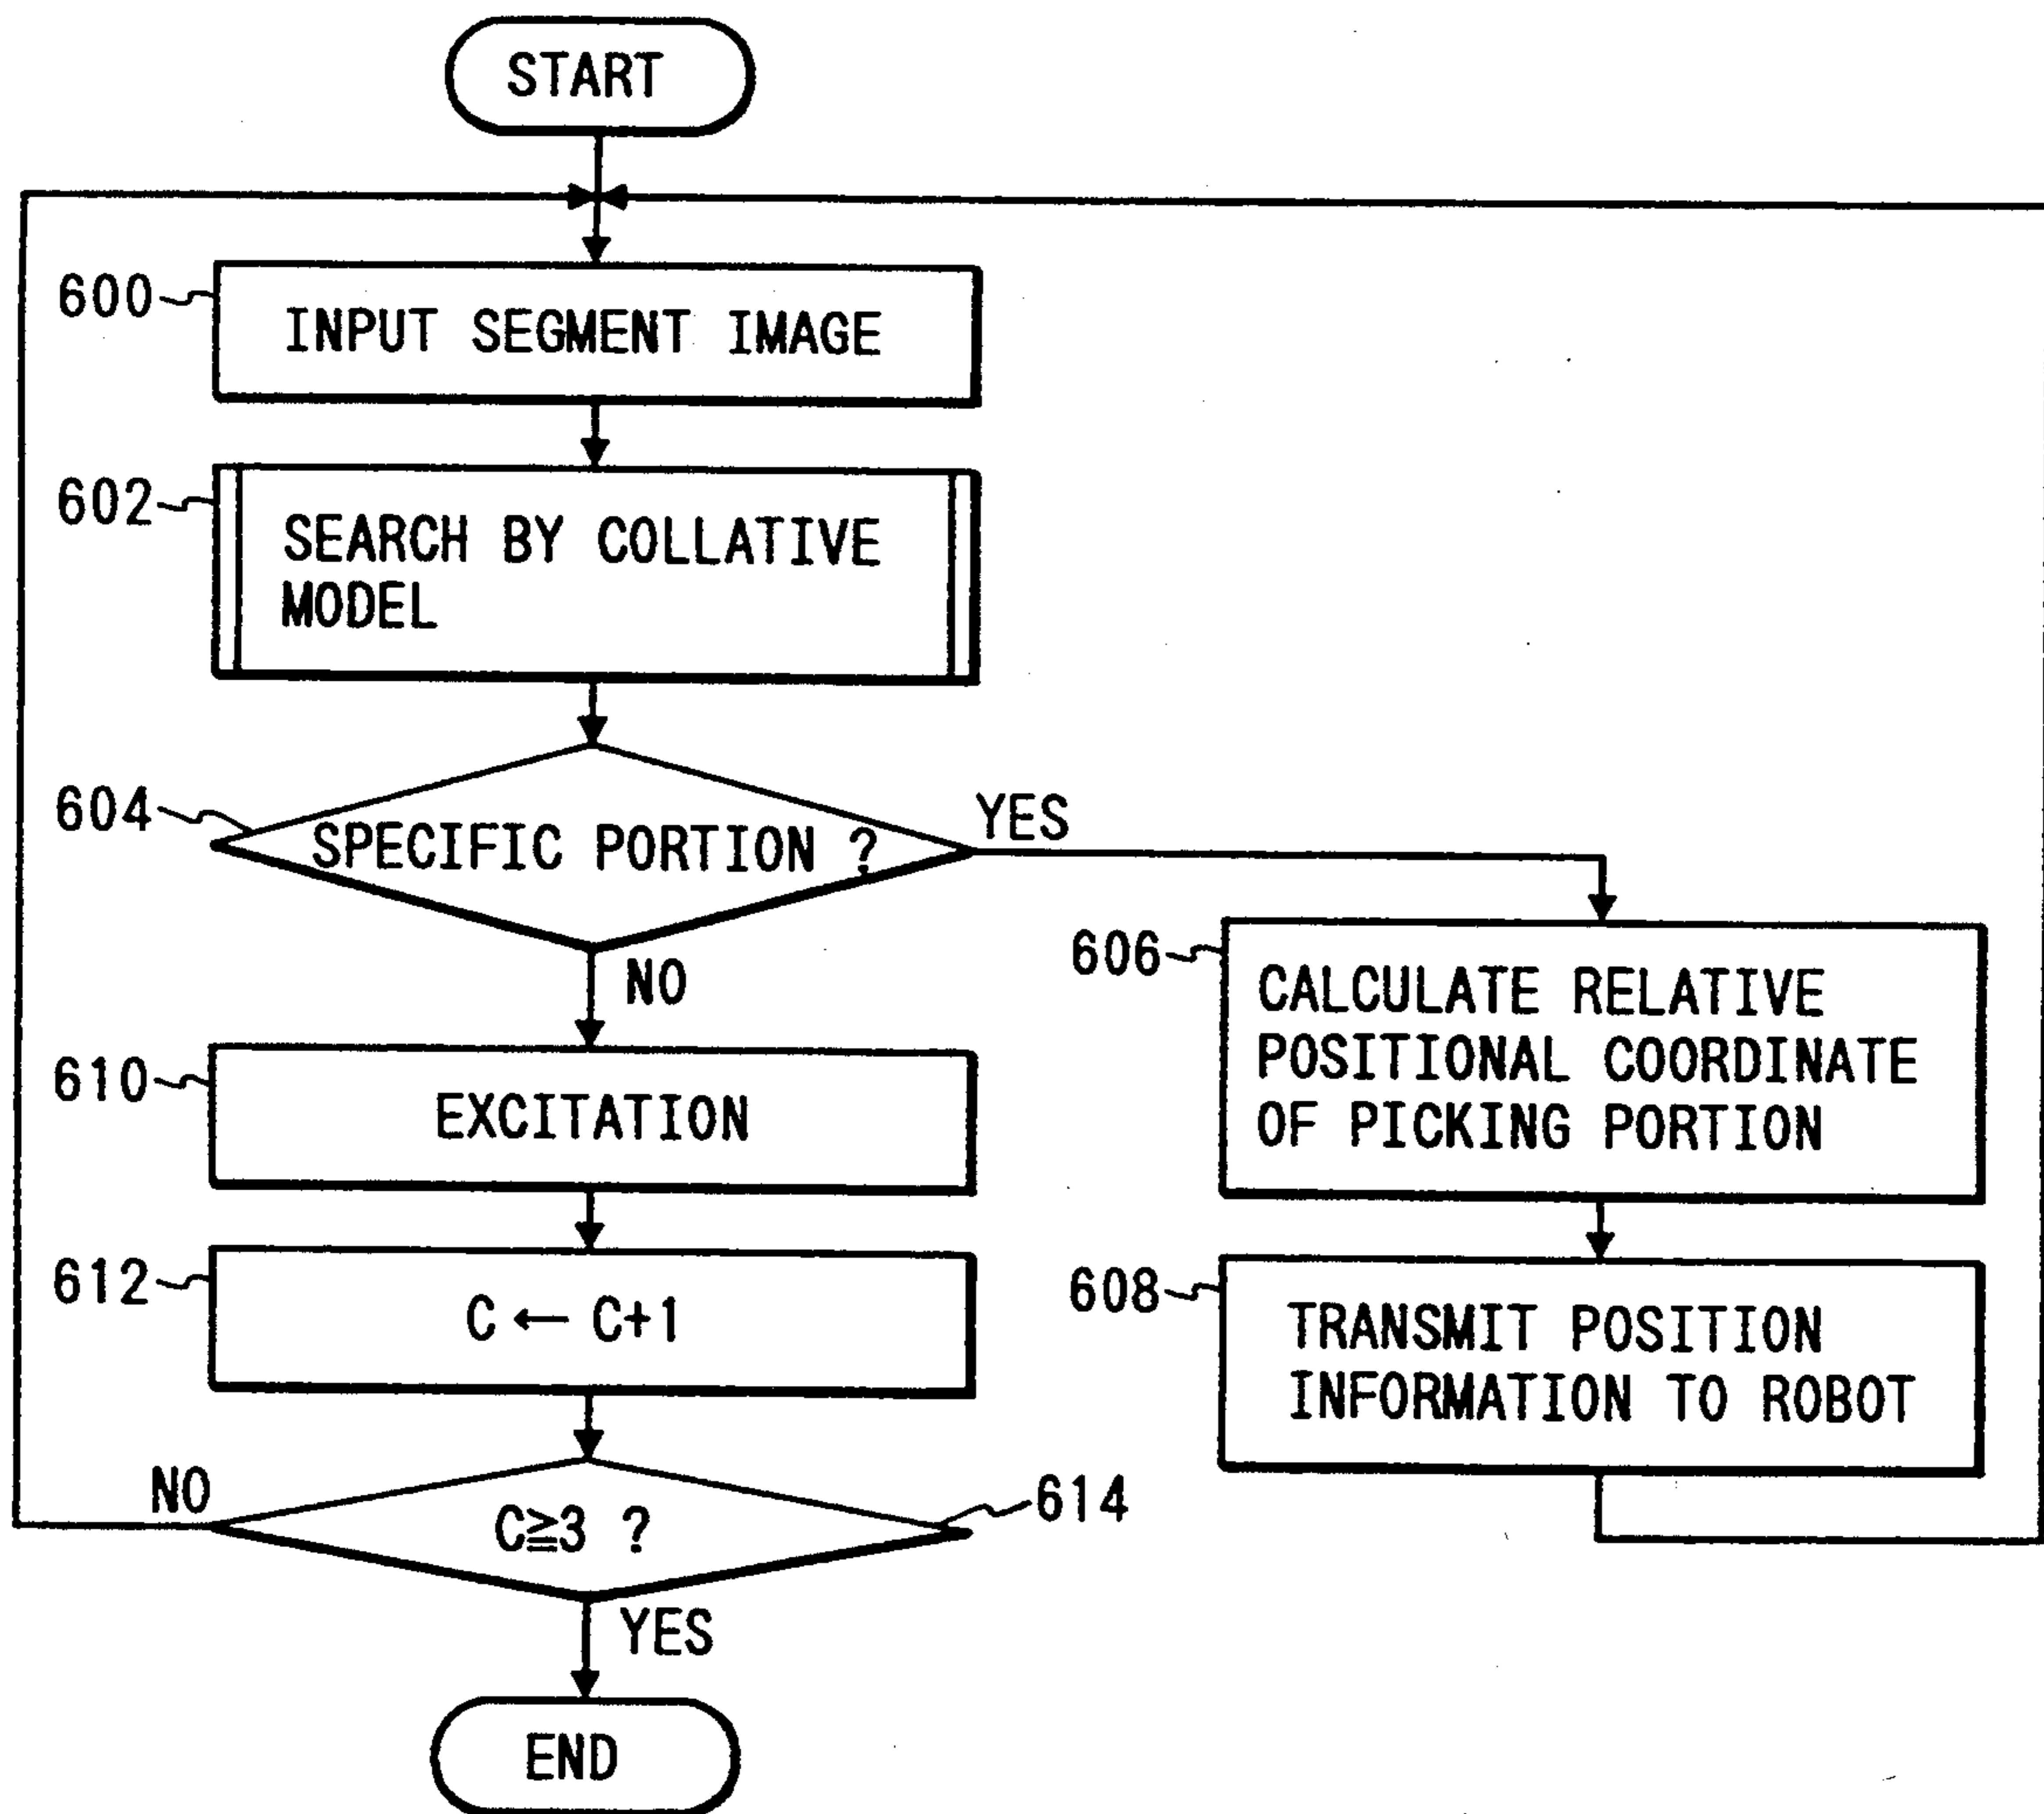 START
600
INPUT SEGMENT IMAGE
602
SEARCH BY COLLATIVE
MODEL
604
SPECIFIC PORTION ?
YES
NO
606
CALCULATE RELATIVE
POSITIONAL COORDINATE
OF PICKING PORTION
610
EXCITATION
612
C ← C+1
608
TRANSMIT POSITION
INFORMATION TO ROBOT
NO
C≧3 ?
614
YES
END